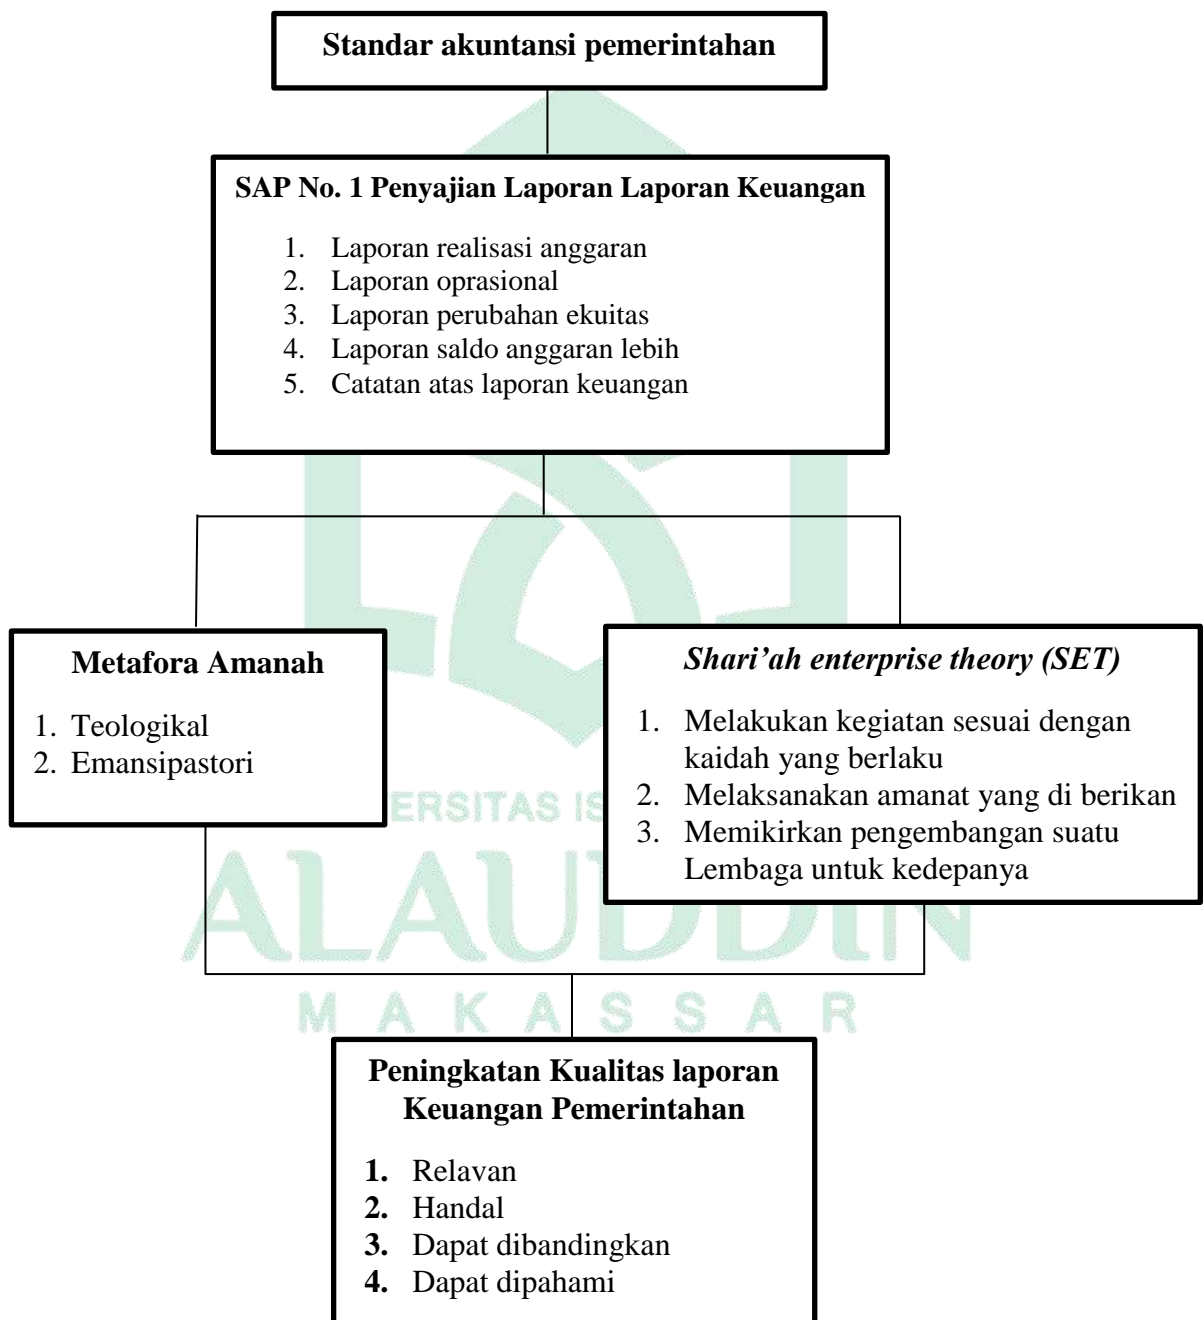 Standar akuntansi pemerintahan
SAP No. 1 Penyajian Laporan Laporan Keuangan
1. Laporan realisasi anggaran
2. Laporan oprasional
3. Laporan perubahan ekuitas
4. Laporan saldo anggaran lebih
5. Catatan atas laporan keuangan
Metafora Amanah
1. Teologikal
2. Emansipastori
Shari’ah enterprise theory (SET)
1. Melakukan kegiatan sesuai dengan
kaidah yang berlaku
2. Melaksanakan amanat yang di berikan
3. Memikirkan pengembangan suatu
Lembaga untuk kedepanya
ALAUDDIN
MAKASSAR
Peningkatan Kualitas laporan
Keuangan Pemerintahan
1. Relavan
2. Handal
3. Dapat dibandingkan
4. Dapat dipahami